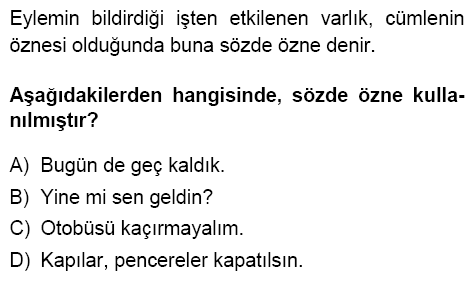 Eylemin bildirdiği işten etkilenen varlık, cümlenin
öznesi olduğunda buna sözde özne denir.
Aşağıdakilerden hangisinde, sözde özne kulla-
nılmıştır?
A) Bugün de geç kaldık.
B) Yine mi sen geldin?
C) Otobüsü kaçırmayalım.
D) Kapılar, pencereler kapatılsın.